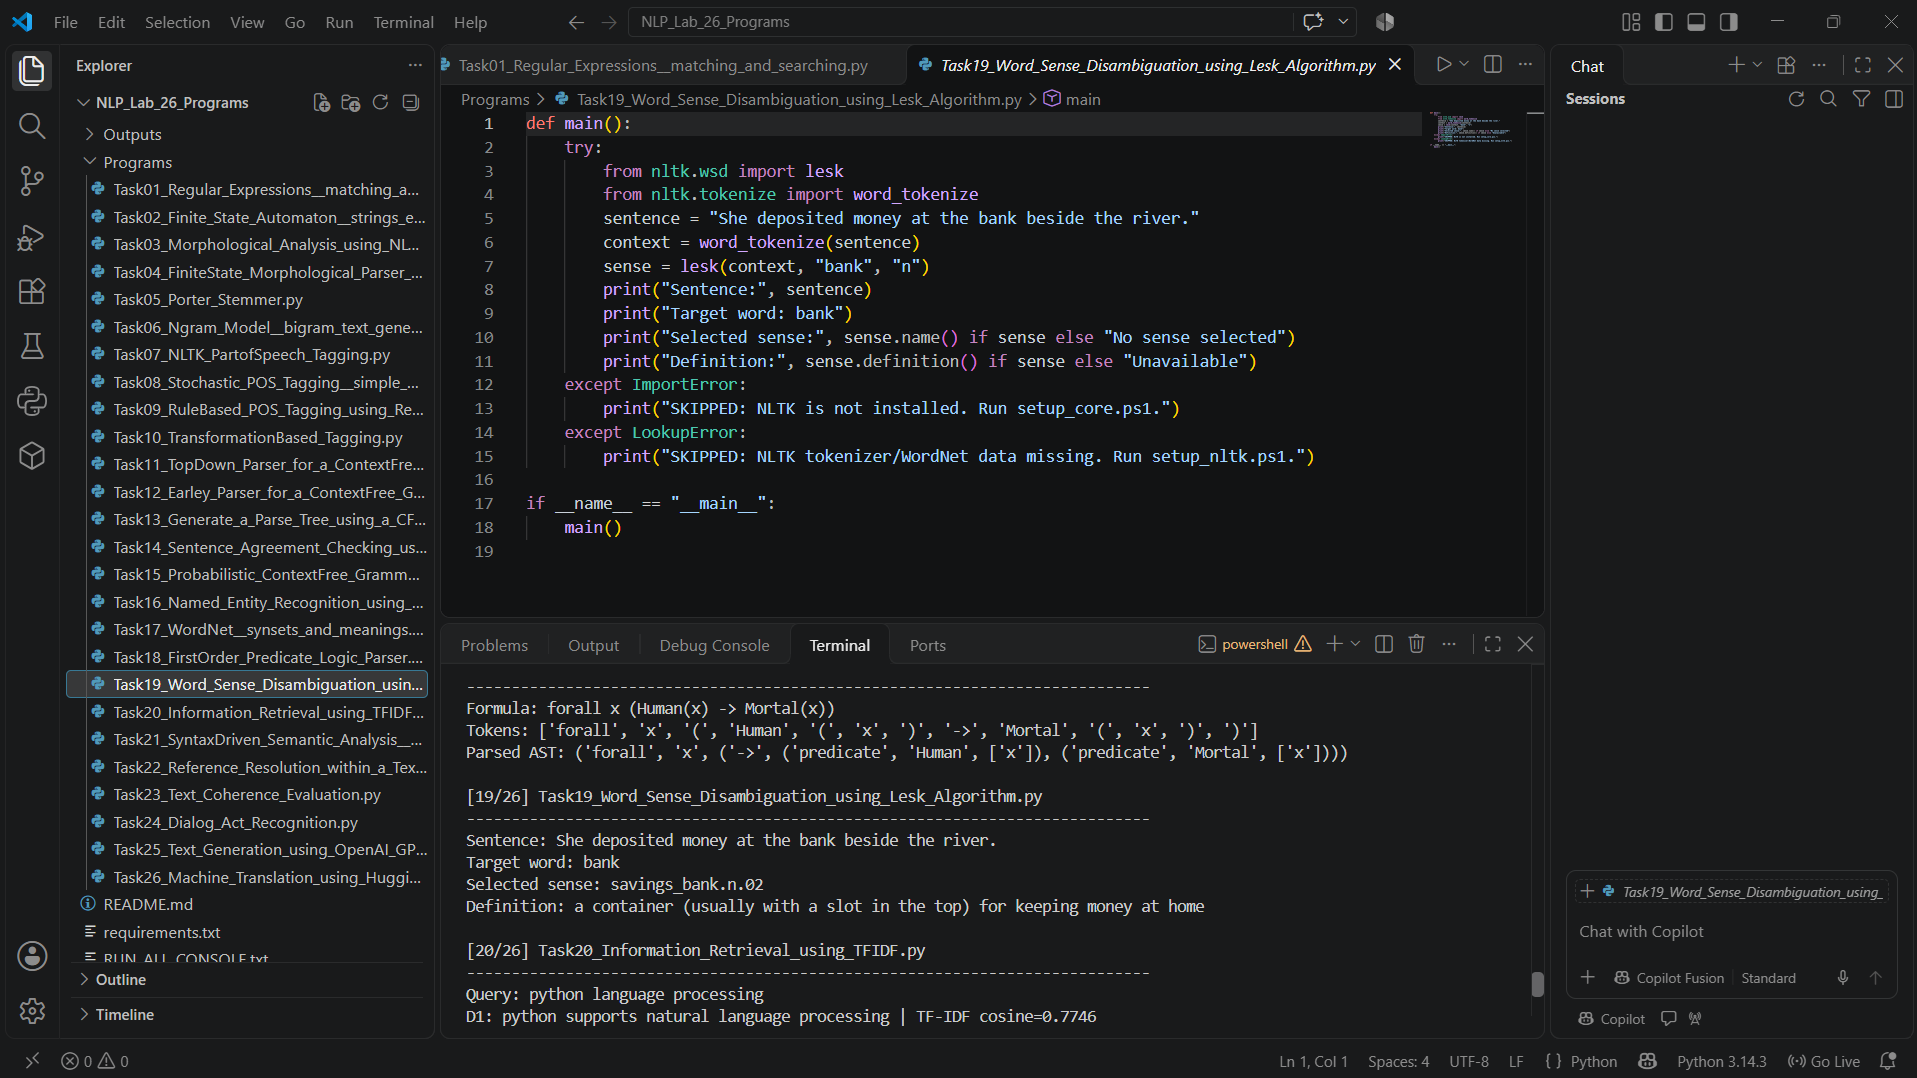 File Edit Selection View Go Run Terminal Help
NLP_Lab_26_Programs
Explorer
NLP_Lab_26_Programs
Outputs
Programs
Task01_Regular_Expressions__matching_a...
Task02_Finite_State_Automaton__strings_e...
Task03_Morphological_Analysis_using_NL...
Task04_FiniteState_Morphological_Parser_...
Task05_Porter_Stemmer.py
Task06_Ngram_Model__bigram_text_gene...
Task07_NLTK_PartofSpeech_Tagging.py
Task08_Stochastic_POS_Tagging__simple_...
Task09_RuleBased_POS_Tagging_using_Re...
Task10_TransformationBased_Tagging.py
Task11_TopDown_Parser_for_a_ContextFre...
Task12_Earley_Parser_for_a_ContextFree_G...
Task13_Generate_a_Parse_Tree_using_a_CF...
Task14_Sentence_Agreement_Checking_us...
Task15_Probabilistic_ContextFree_Gramm...
Task16_Named_Entity_Recognition_using_...
Task17_WordNet__synsets_and_meanings....
Task18_FirstOrder_Predicate_Logic_Parser....
Task19_Word_Sense_Disambiguation_usin...
Task20_Information_Retrieval_using_TFIDF...
Task21_SyntaxDriven_Semantic_Analysis__...
Task22_Reference_Resolution_within_a_Tex...
Task23_Text_Coherence_Evaluation.py
Task24_Dialog_Act_Recognition.py
Task25_Text_Generation_using_OpenAI_GP...
Task26_Machine_Translation_using_Huggi...
README.md
requirements.txt
RUN_ALL_CONSOLE.txt
Outline
Timeline
Task01_Regular_Expressions__matching_and_searching.py
Task19_Word_Sense_Disambiguation_using_Lesk_Algorithm.py
Programs > Task19_Word_Sense_Disambiguation_using_Lesk_Algorithm.py > main
1 def main():
2 try:
3 from nltk.wsd import lesk
4 from nltk.tokenize import word_tokenize
5 sentence = "She deposited money at the bank beside the river."
6 context = word_tokenize(sentence)
7 sense = lesk(context, "bank", "n")
8 print("Sentence:", sentence)
9 print("Target word: bank")
10 print("Selected sense:", sense.name() if sense else "No sense selected")
11 print("Definition:", sense.definition() if sense else "Unavailable")
12 except ImportError:
13 print("SKIPPED: NLTK is not installed. Run setup_core.ps1.")
14 except LookupError:
15 print("SKIPPED: NLTK tokenizer/WordNet data missing. Run setup_nltk.ps1.")
16
17 if __name__ == "__main__":
18 main()
19
Problems Output Debug Console Terminal Ports
powershell
-----------------------------------------------------------------------------
Formula: forall x (Human(x) -> Mortal(x))
Tokens: ['forall', 'x', '(', 'Human', '(', 'x', ')', '->', 'Mortal', '(', 'x', ')', ')']
Parsed AST: ('forall', 'x', ('->', ('predicate', 'Human', ['x']), ('predicate', 'Mortal', ['x'])))
[19/26] Task19_Word_Sense_Disambiguation_using_Lesk_Algorithm.py
-----------------------------------------------------------------------------
Sentence: She deposited money at the bank beside the river.
Target word: bank
Selected sense: savings_bank.n.02
Definition: a container (usually with a slot in the top) for keeping money at home
[20/26] Task20_Information_Retrieval_using_TFIDF.py
-----------------------------------------------------------------------------
Query: python language processing
D1: python supports natural language processing | TF-IDF cosine=0.7746
Chat
Sessions
Task19_Word_Sense_Disambiguation_using_
Chat with Copilot
Copilot Fusion Standard
Copilot
0 0
Ln 1, Col 1 Spaces: 4 UTF-8 LF {} Python Python 3.14.3 Go Live